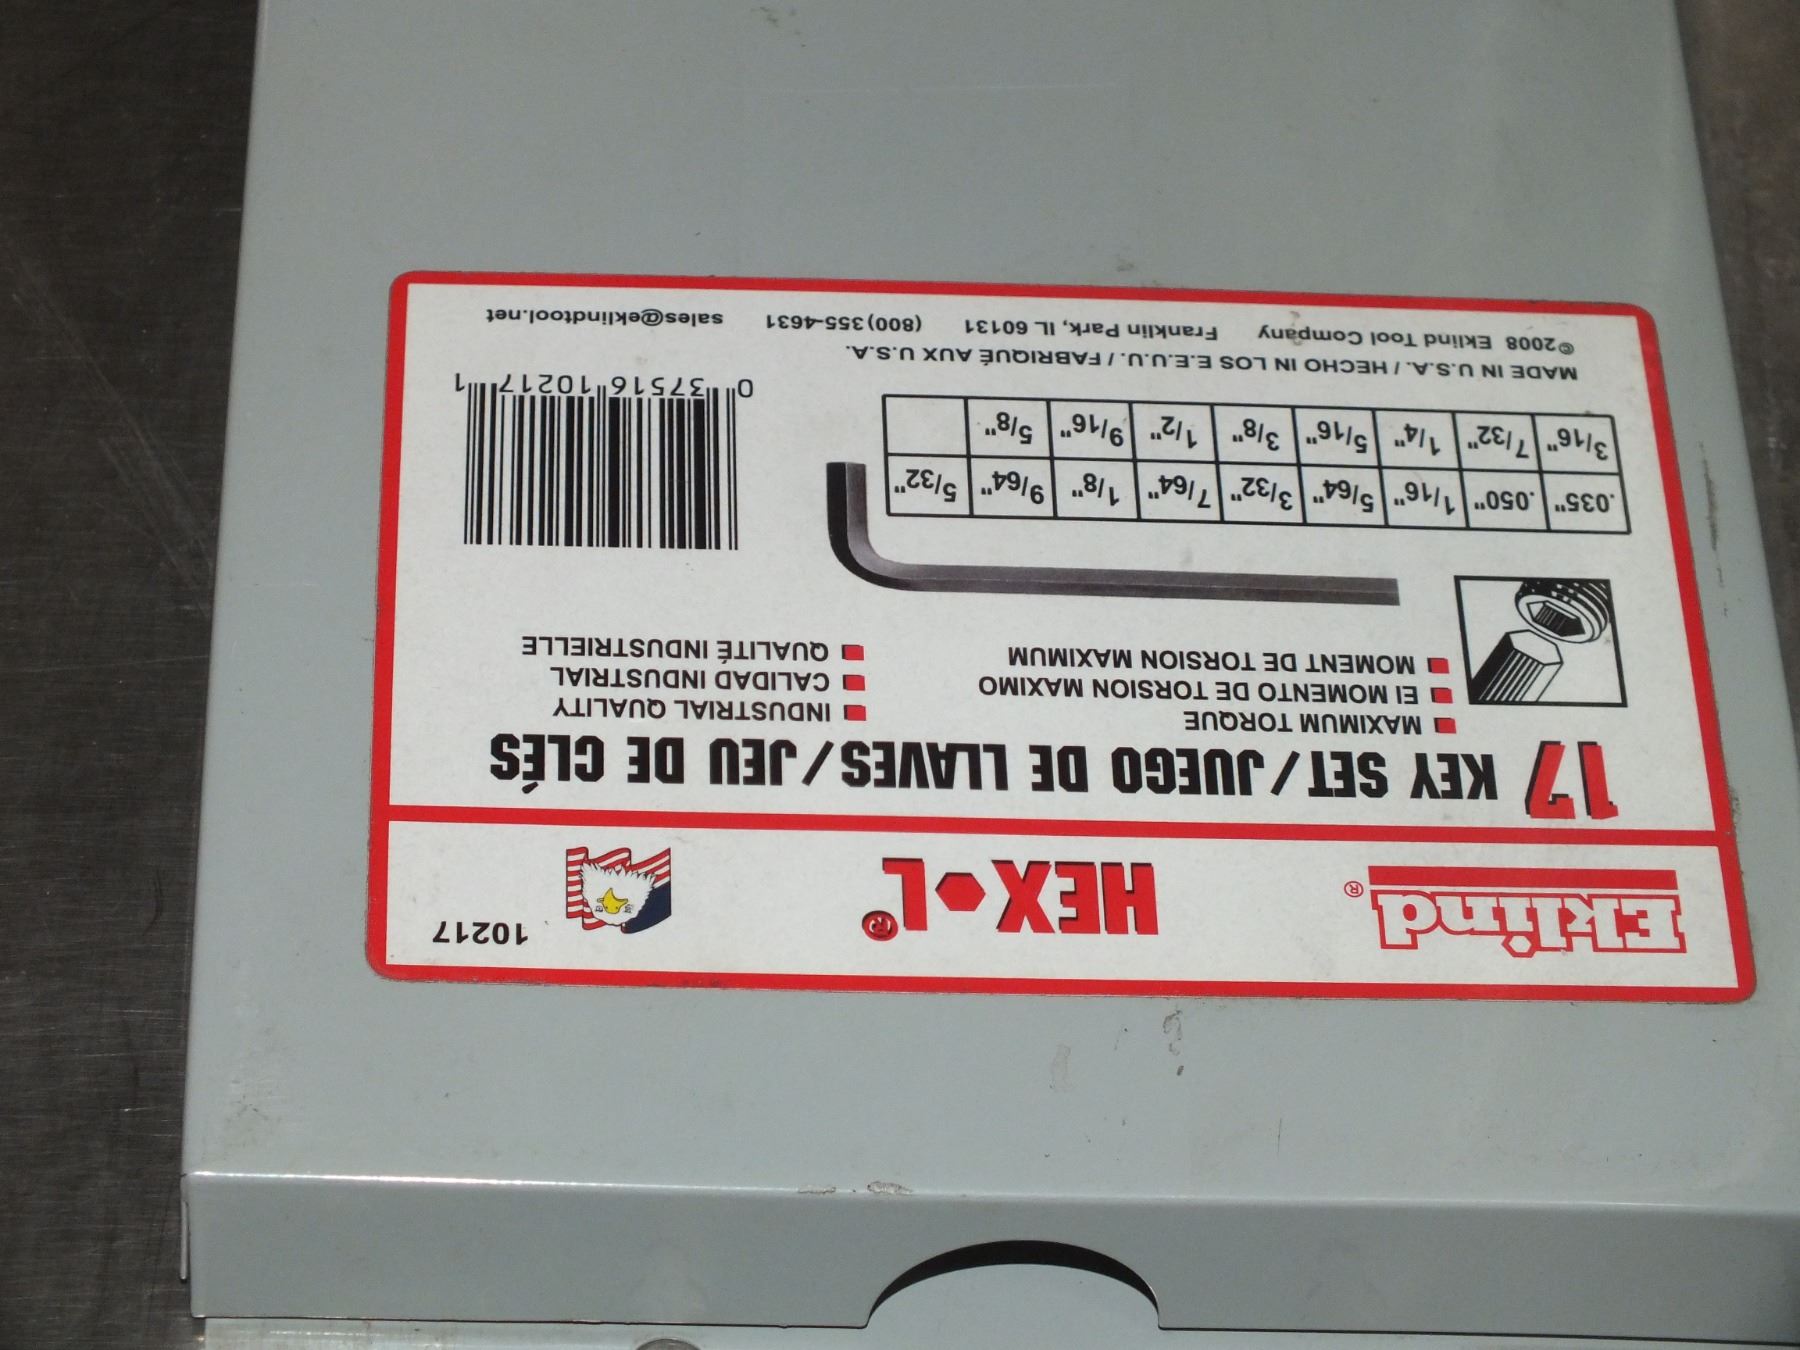 Eklind®
HEX•L®
10217
17 KEY SET/JUEGO DE LLAVES/JEU DE CLÉS
MAXIMUM TORQUE
El MOMENTO DE TORSION MAXIMO
MOMENT DE TORSION MAXIMUM
INDUSTRIAL QUALITY
CALIDAD INDUSTRIAL
QUALITÉ INDUSTRIELLE
.035" .050" 1/16" 5/64" 3/32" 7/64" 1/8" 9/64" 5/32"
3/16" 7/32" 1/4" 5/16" 3/8" 1/2" 9/16" 5/8"
0 37516 10217 1
MADE IN U.S.A. / HECHO IN LOS E.E.U.U. / FABRIQUÉ AUX U.S.A.
©2008 Eklind Tool Company Franklin Park, IL 60131 (800) 355-4631 sales@eklindtool.net